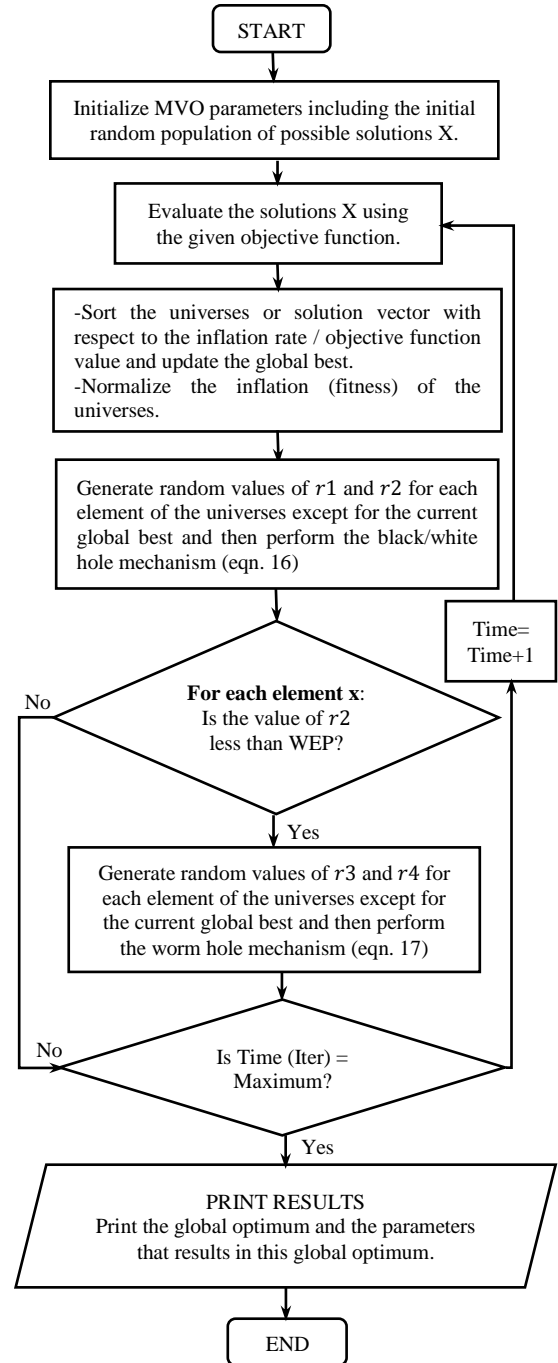 START
Initialize MVO parameters including the initial
random population of possible solutions X.
Evaluate the solutions X using
the given objective function.
-Sort the universes or solution vector with
respect to the inflation rate / objective function
value and update the global best.
-Normalize the inflation (fitness) of the
universes.
Generate random values of r1 and r2 for each
element of the universes except for the current
global best and then perform the black/white
hole mechanism (eqn. 16)
Time=
Time+1
No
For each element x:
Is the value of r2
less than WEP?
Yes
Generate random values of r3 and r4 for
each element of the universes except for
the current global best and then perform
the worm hole mechanism (eqn. 17)
No
Is Time (Iter) =
Maximum?
Yes
PRINT RESULTS
Print the global optimum and the parameters
that results in this global optimum.
END